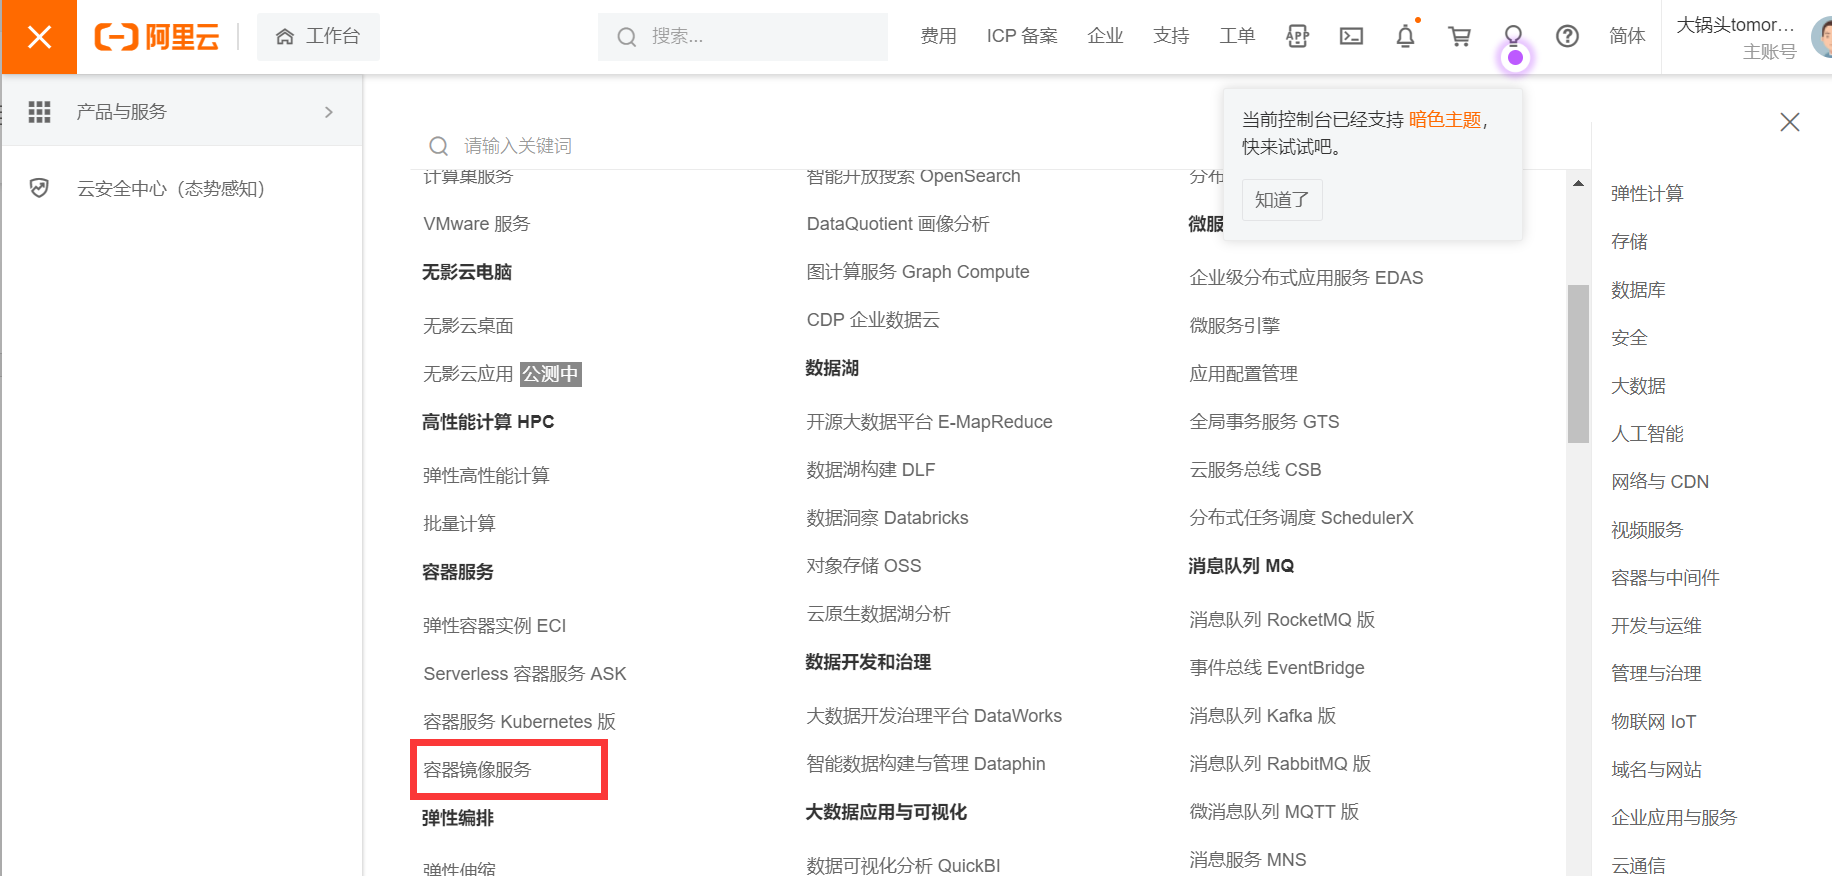 阿里云
工作台
搜索...
费用
ICP 备案
企业
支持
工单
简体
大锅头tomor...
主账号
产品与服务
云安全中心（态势感知）
请输入关键词
当前控制台已经支持 暗色主题，
快来试试吧。
知道了
计算巢服务
VMware 服务
无影云电脑
无影云桌面
无影云应用 公测中
高性能计算 HPC
弹性高性能计算
批量计算
容器服务
弹性容器实例 ECI
Serverless 容器服务 ASK
容器服务 Kubernetes 版
容器镜像服务
弹性编排
弹性伸缩
智能开放搜索 OpenSearch
DataQuotient 画像分析
图计算服务 Graph Compute
CDP 企业数据云
数据湖
开源大数据平台 E-MapReduce
数据湖构建 DLF
数据洞察 Databricks
对象存储 OSS
云原生数据湖分析
数据开发和治理
大数据开发治理平台 DataWorks
智能数据构建与管理 Dataphin
大数据应用与可视化
数据可视化分析 QuickBI
分布
微服
企业级分布式应用服务 EDAS
微服务引擎
应用配置管理
全局事务服务 GTS
云服务总线 CSB
分布式任务调度 SchedulerX
消息队列 MQ
消息队列 RocketMQ 版
事件总线 EventBridge
消息队列 Kafka 版
消息队列 RabbitMQ 版
微消息队列 MQTT 版
消息服务 MNS
弹性计算
存储
数据库
安全
大数据
人工智能
网络与 CDN
视频服务
容器与中间件
开发与运维
管理与治理
物联网 IoT
域名与网站
企业应用与服务
云通信